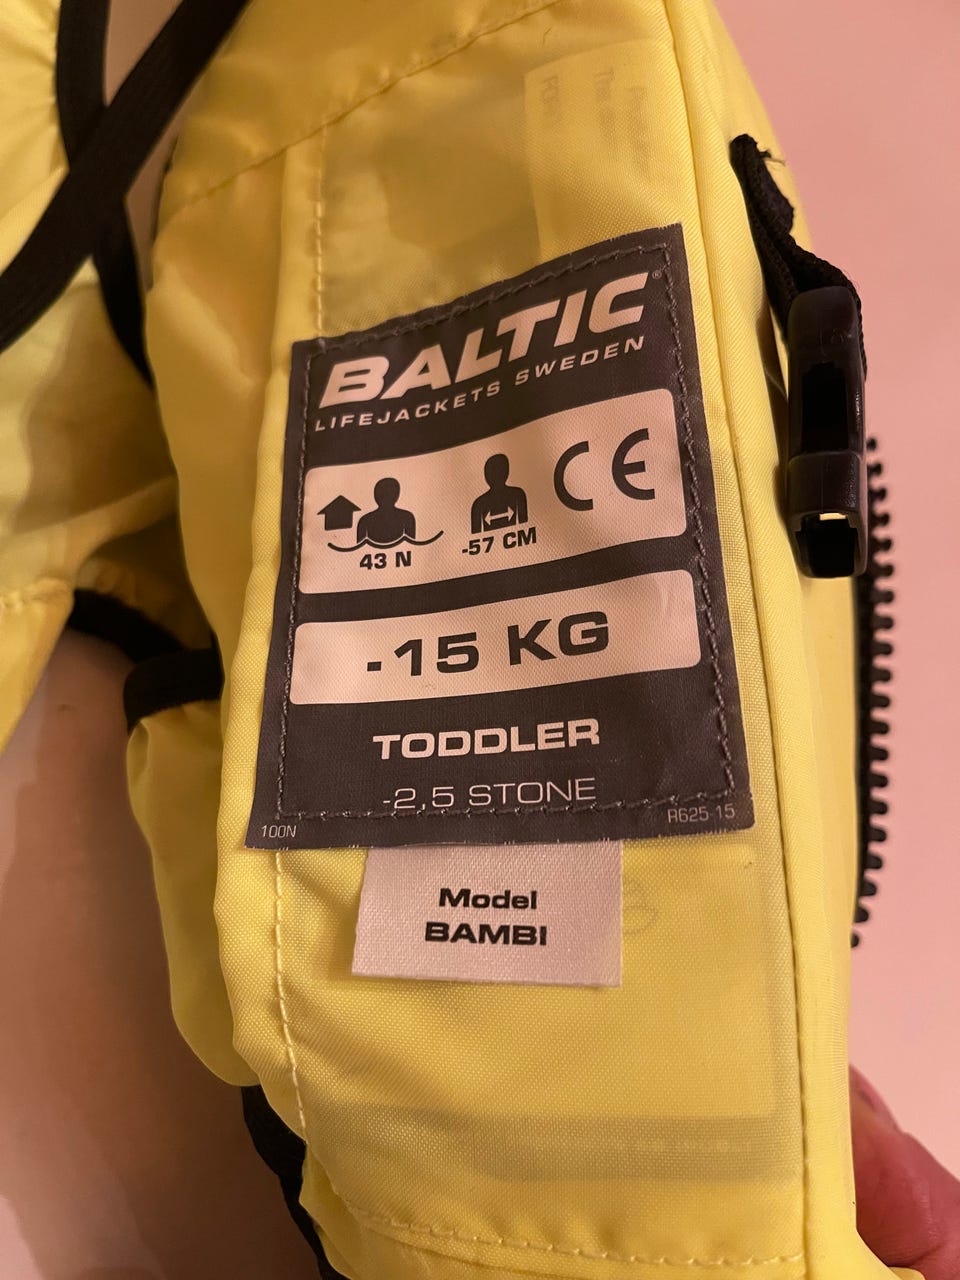 BALTIC®
LIFEJACKETS SWEDEN
43 N
-57 CM
CE
-15 KG
TODDLER
-2,5 STONE
100N
R625-15
Model
BAMBI